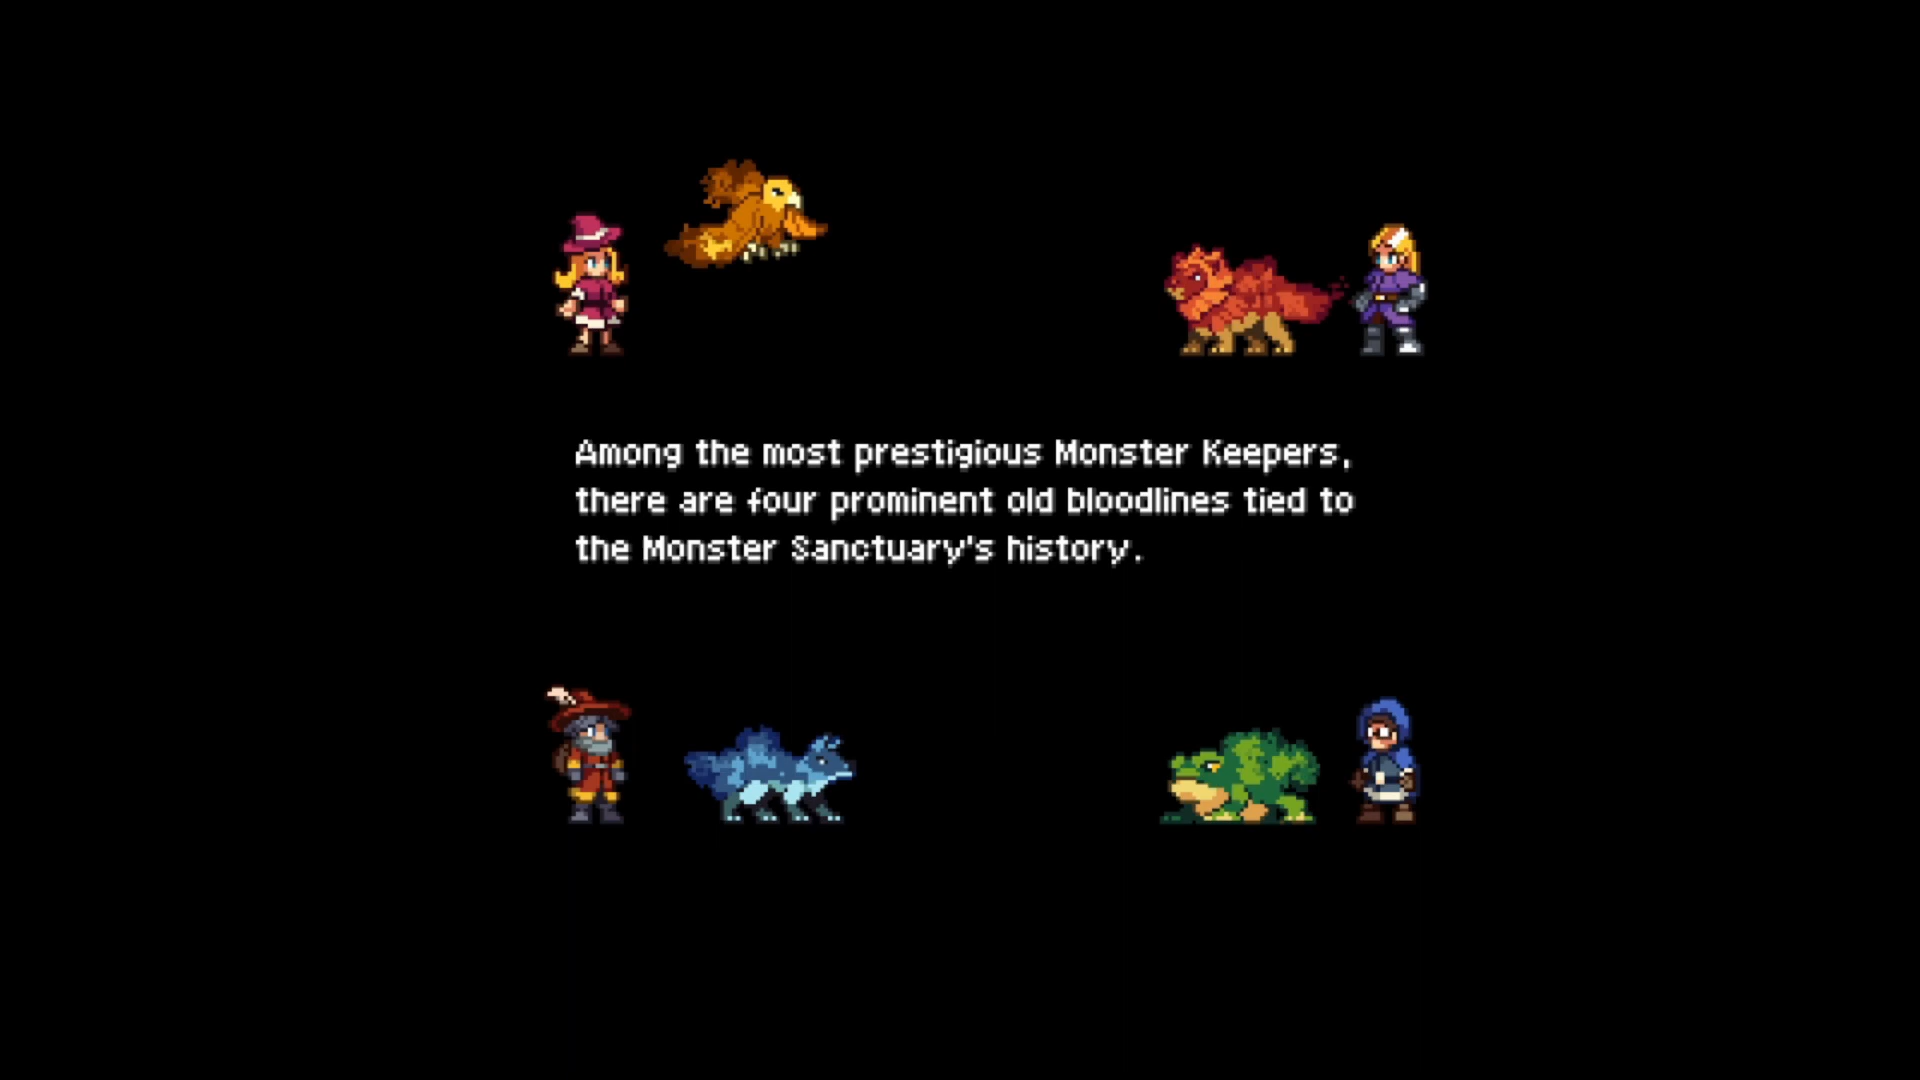 Among the most prestigious Monster Keepers,
there are four prominent old bloodlines tied to
the Monster Sanctuary's history.